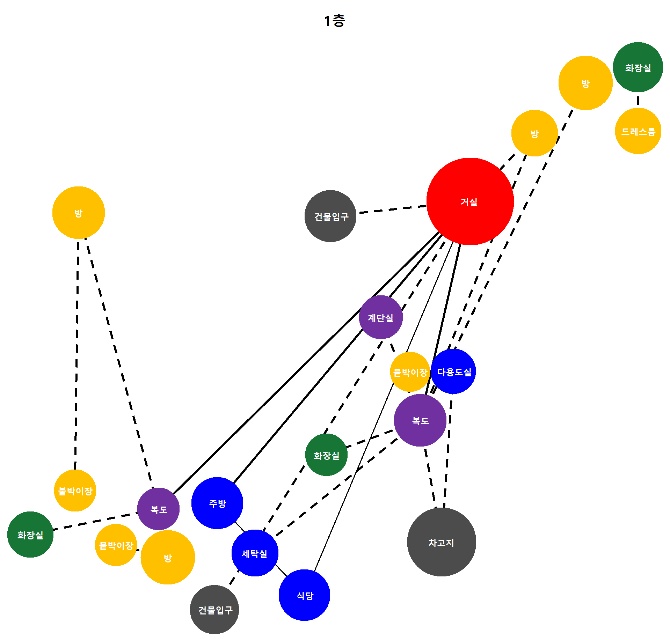 1층
화장실
방
드레스룸
방
거실
방
건물입구
계단실
붙박이장
다용도실
복도
화장실
붙박이장
주방
복도
화장실
차고지
붙박이장
방
세탁실
식당
건물입구